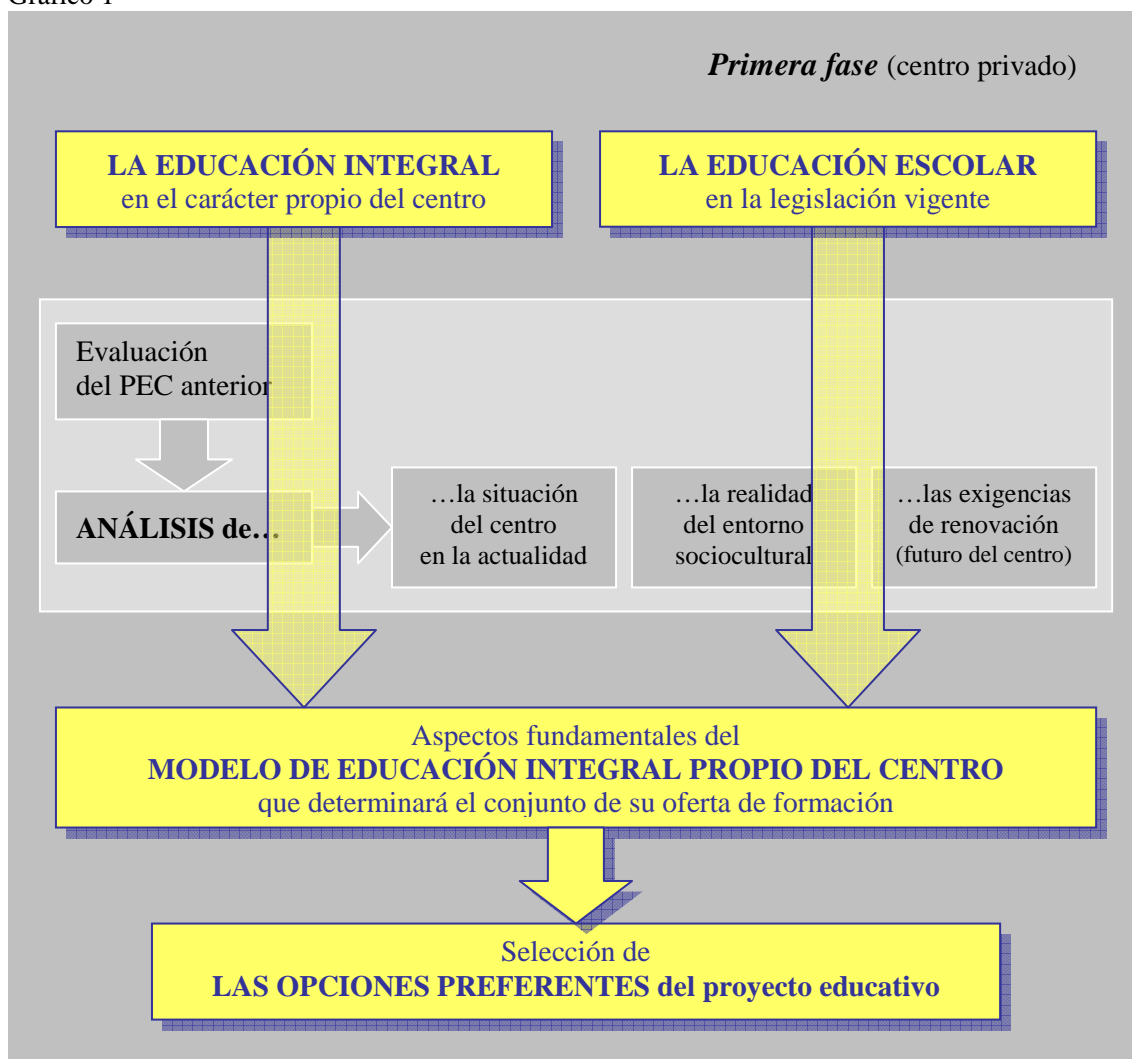 Gráfico 1
Primera fase (centro privado)
LA EDUCACIÓN INTEGRAL
en el carácter propio del centro
LA EDUCACIÓN ESCOLAR
en la legislación vigente
Evaluación
del PEC anterior
ANÁLISIS de…
…la situación
del centro
en la actualidad
…la realidad
del entorno
sociocultural
…las exigencias
de renovación
(futuro del centro)
Aspectos fundamentales del
MODELO DE EDUCACIÓN INTEGRAL PROPIO DEL CENTRO
que determinará el conjunto de su oferta de formación
Selección de
LAS OPCIONES PREFERENTES del proyecto educativo